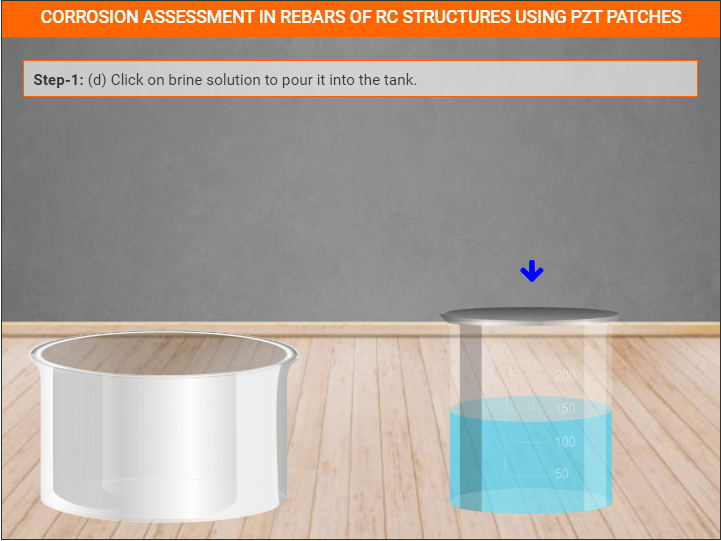 CORROSION ASSESSMENT IN REBARS OF RC STRUCTURES USING PZT PATCHES
Step-1: (d) Click on brine solution to pour it into the tank.
200
150
100
50